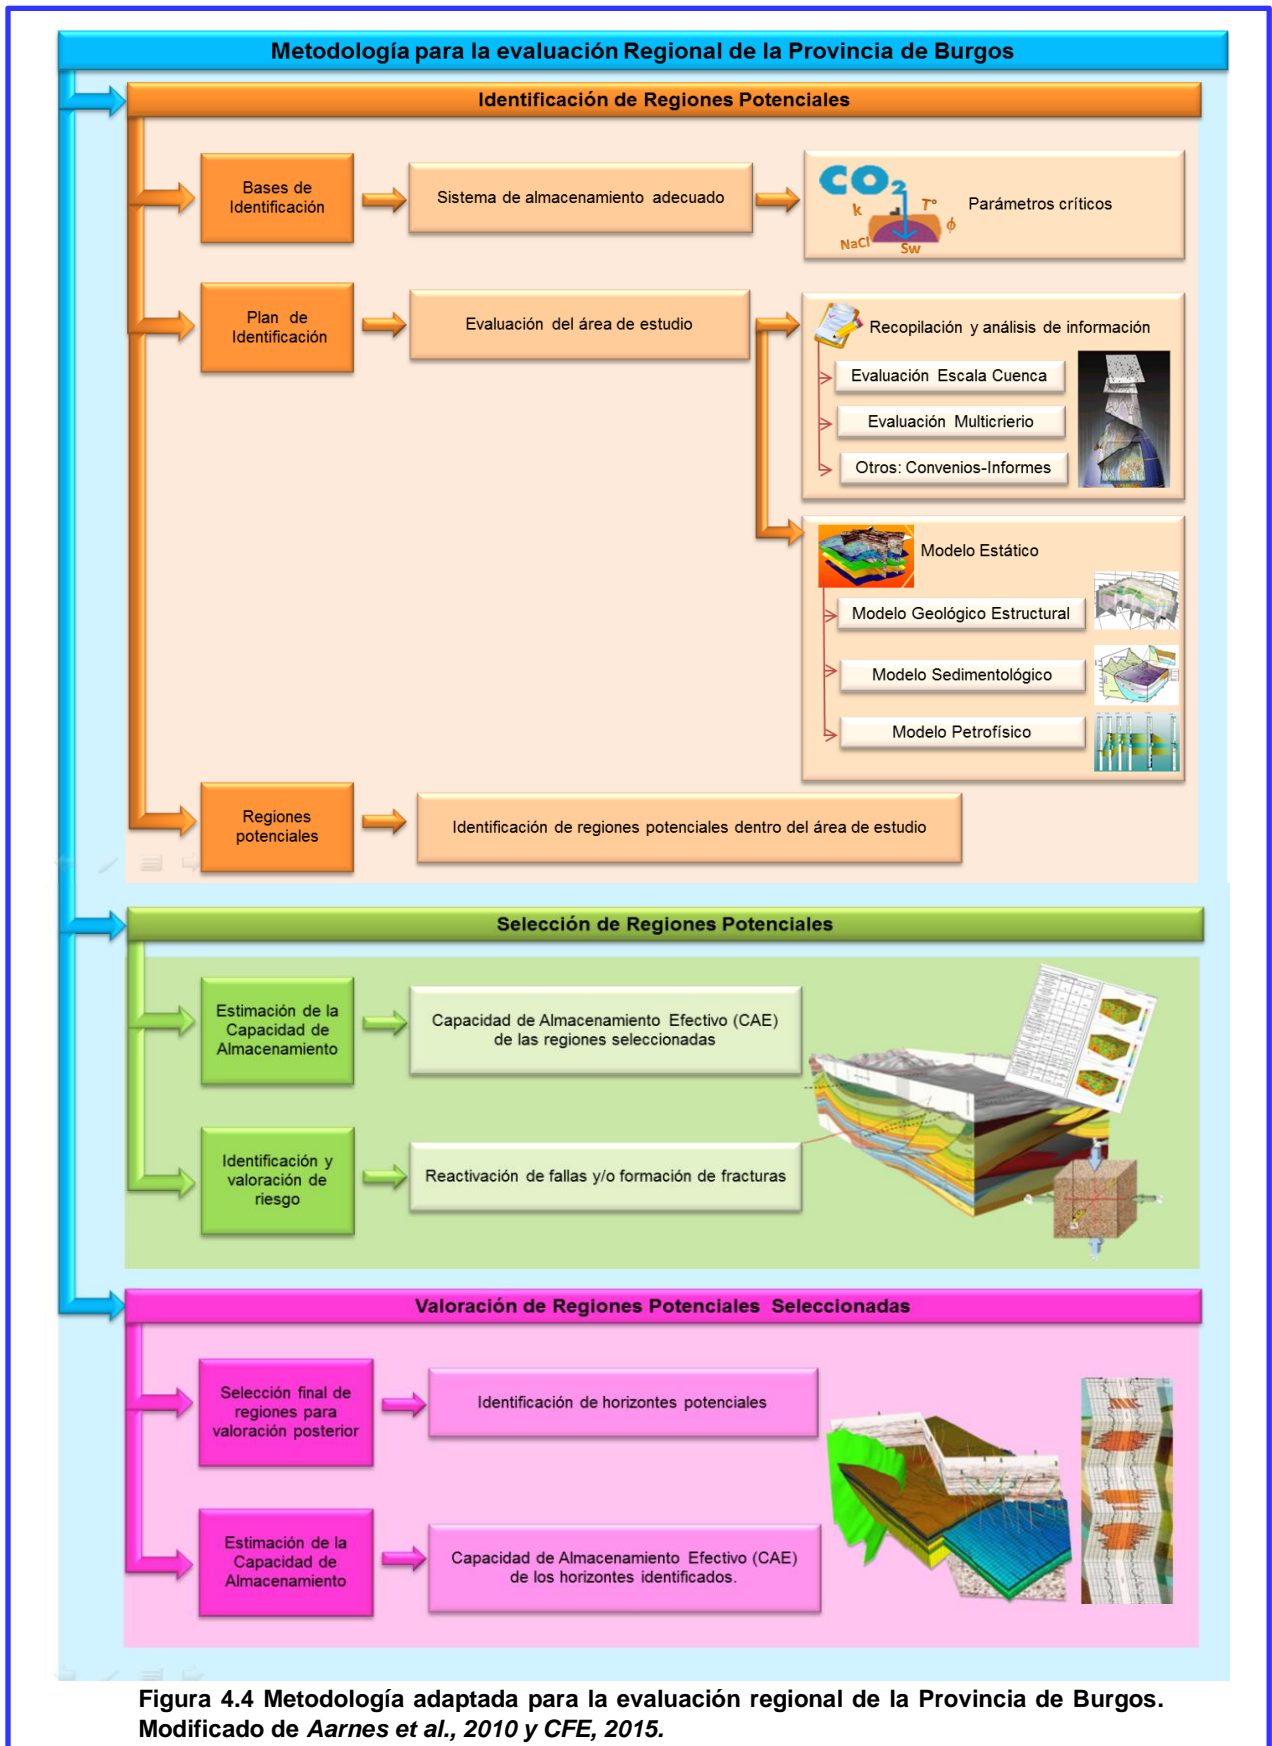 Metodología para la evaluación Regional de la Provincia de Burgos
Identificación de Regiones Potenciales
Bases de
Identificación
Sistema de almacenamiento adecuado
CO2
k
T°
ϕ
NaCl
Sw
Parámetros críticos
Plan de
Identificación
Evaluación del área de estudio
Recopilación y análisis de información
Evaluación Escala Cuenca
Evaluación Multicrierio
Otros: Convenios-Informes
Modelo Estático
Modelo Geológico Estructural
Modelo Sedimentológico
Modelo Petrofísico
Regiones
potenciales
Identificación de regiones potenciales dentro del área de estudio
Selección de Regiones Potenciales
Estimación de la
Capacidad de
Almacenamiento
Capacidad de Almacenamiento Efectivo (CAE)
de las regiones seleccionadas
Identificación y
valoración de
riesgo
Reactivación de fallas y/o formación de fracturas
Valoración de Regiones Potenciales Seleccionadas
Selección final de
regiones para
valoración posterior
Identificación de horizontes potenciales
Estimación de la
Capacidad de
Almacenamiento
Capacidad de Almacenamiento Efectivo (CAE)
de los horizontes identificados.
Figura 4.4 Metodología adaptada para la evaluación regional de la Provincia de Burgos.
Modificado de Aarnes et al., 2010 y CFE, 2015.